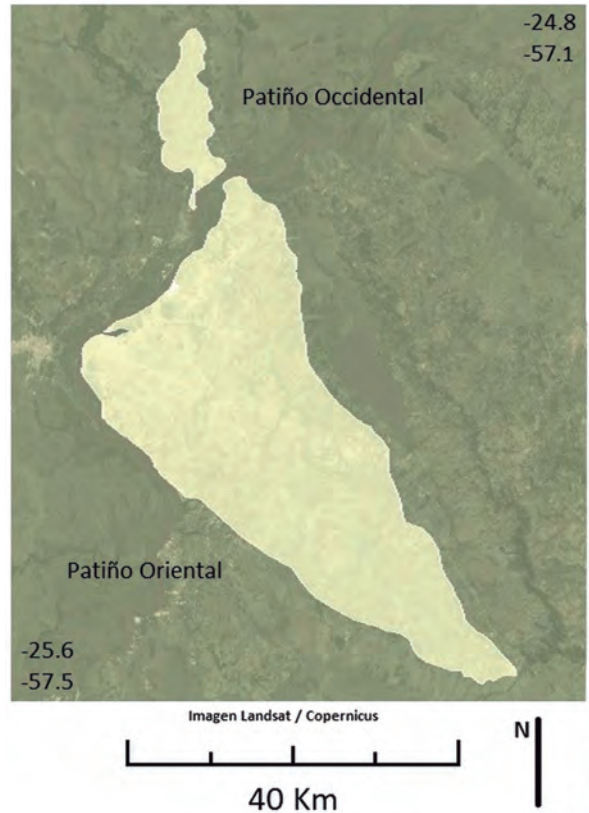 -24.8
-57.1
Patiño Occidental
Patiño Oriental
-25.6
-57.5
Imagen Landsat / Copernicus
N
40 Km